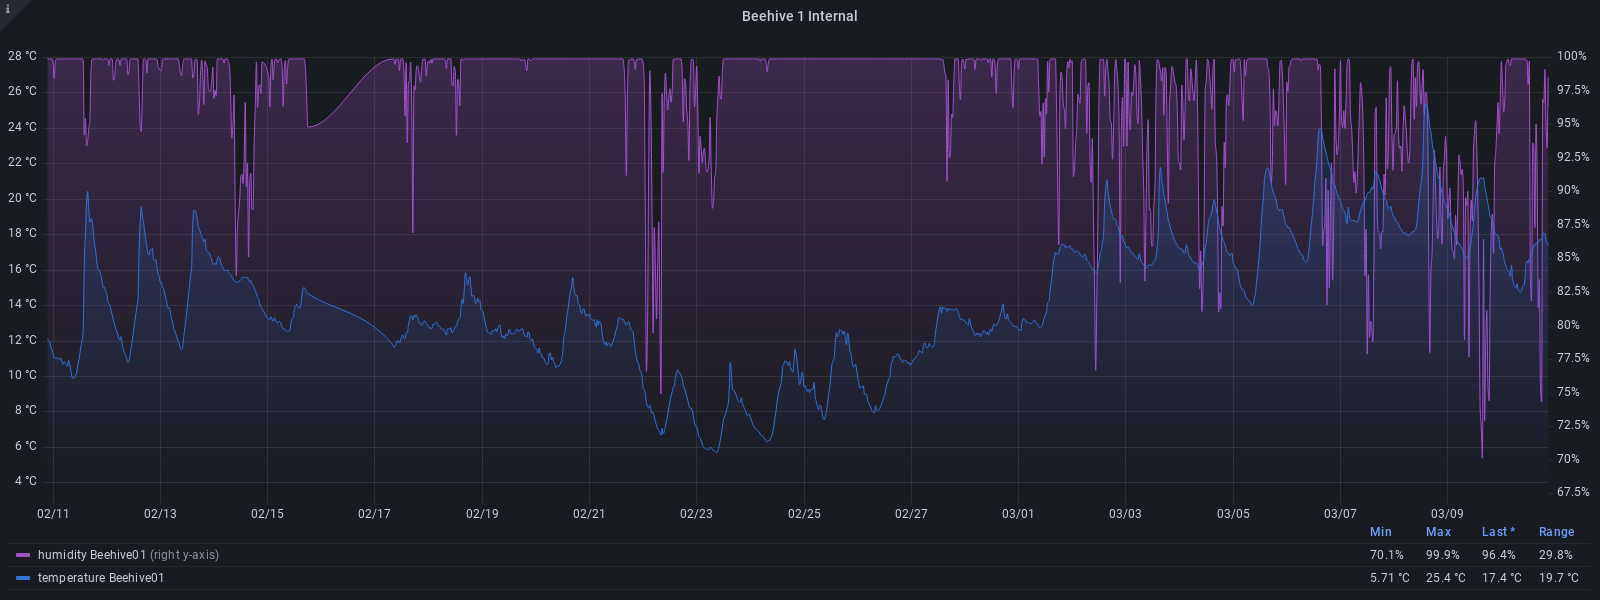 i
Beehive 1 Internal
28 °C
26 °C
24 °C
22 °C
20 °C
18 °C
16 °C
14 °C
12 °C
10 °C
8 °C
6 °C
4 °C
100%
97.5%
95%
92.5%
90%
87.5%
85%
82.5%
80%
77.5%
75%
72.5%
70%
67.5%
02/11 02/13 02/15 02/17 02/19 02/21 02/23 02/25 02/27 03/01 03/03 03/05 03/07 03/09
Min Max Last * Range
humidity Beehive01 (right y-axis) 70.1% 99.9% 96.4% 29.8%
temperature Beehive01 5.71 °C 25.4 °C 17.4 °C 19.7 °C